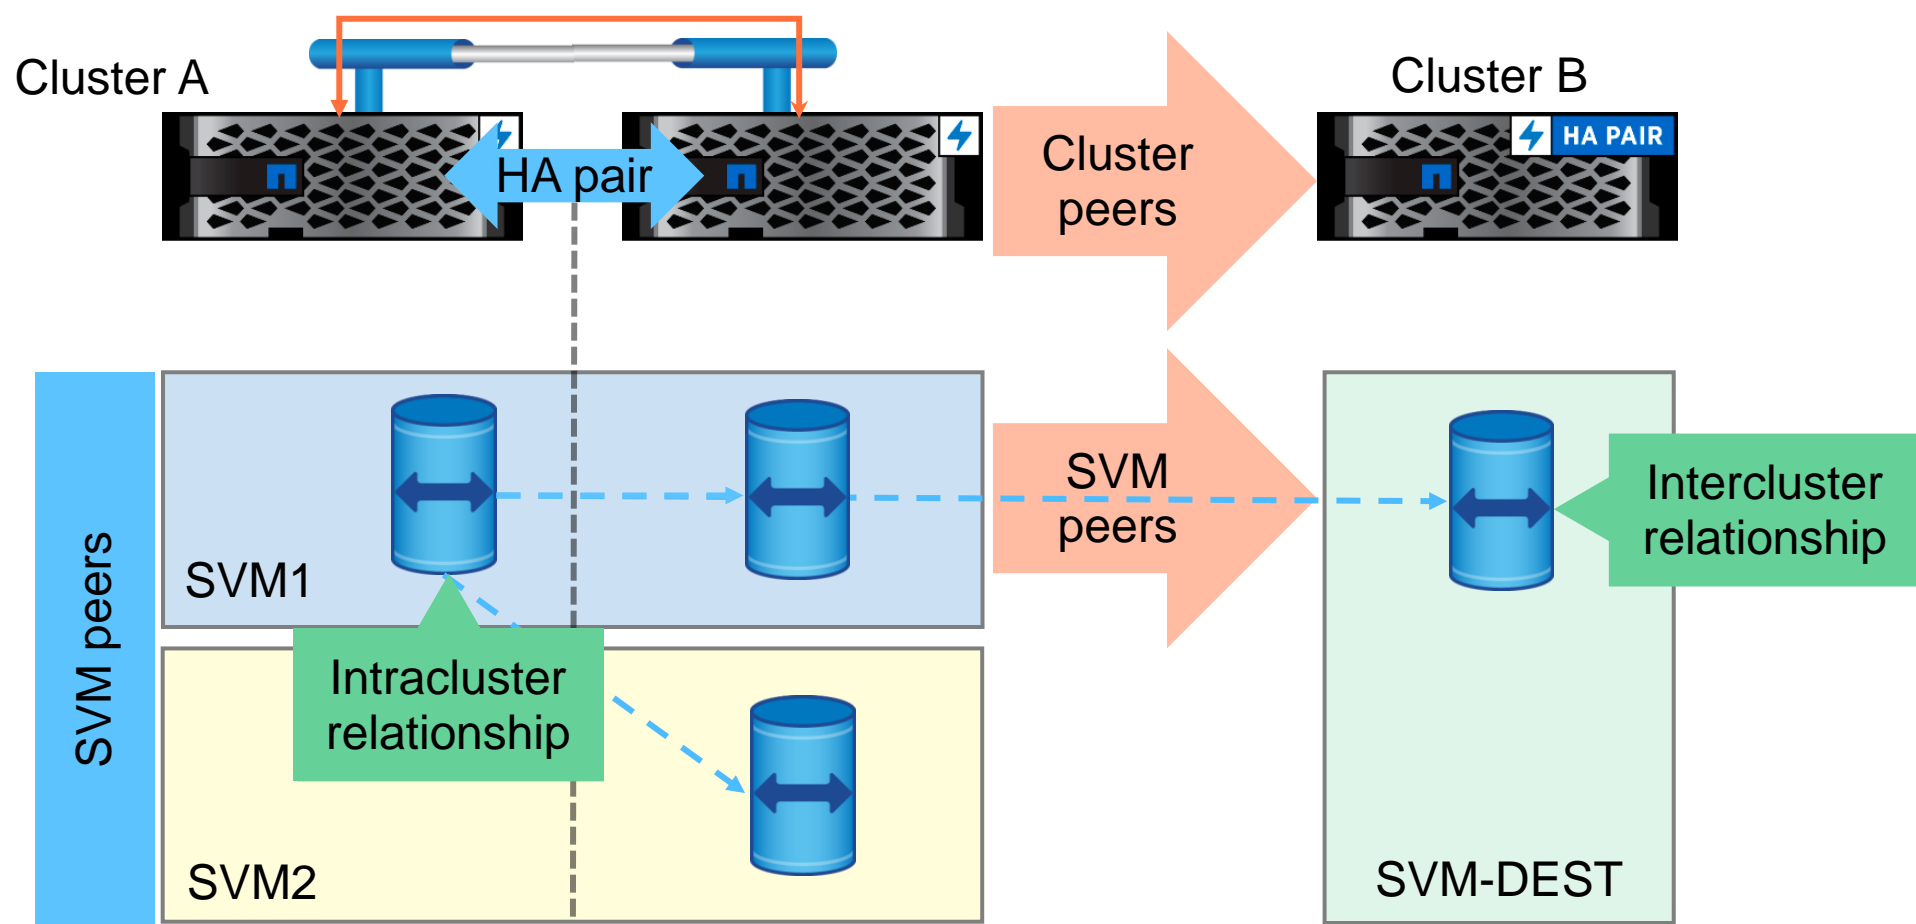 Cluster A
Cluster B
HA PAIR
HA pair
Cluster
peers
SVM
peers
Intercluster
relationship
SVM1
SVM peers
Intracluster
relationship
SVM2
SVM-DEST